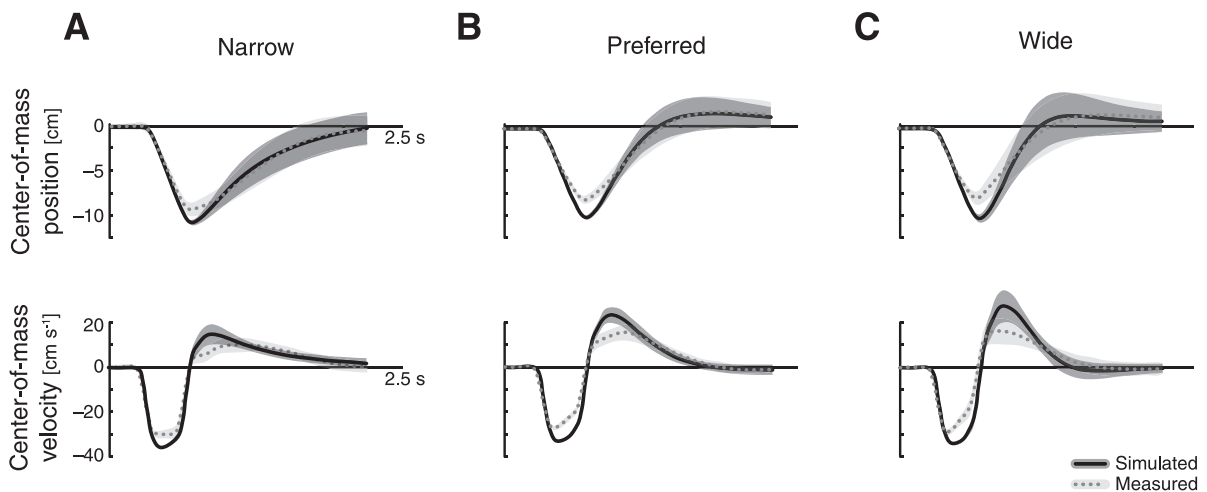 A
Narrow
B
Preferred
C
Wide
Center-of-mass
position [cm]
0
−5
−10
2.5 s
Center-of-mass
velocity [cm s⁻¹]
20
0
−20
−40
2.5 s
Simulated
Measured